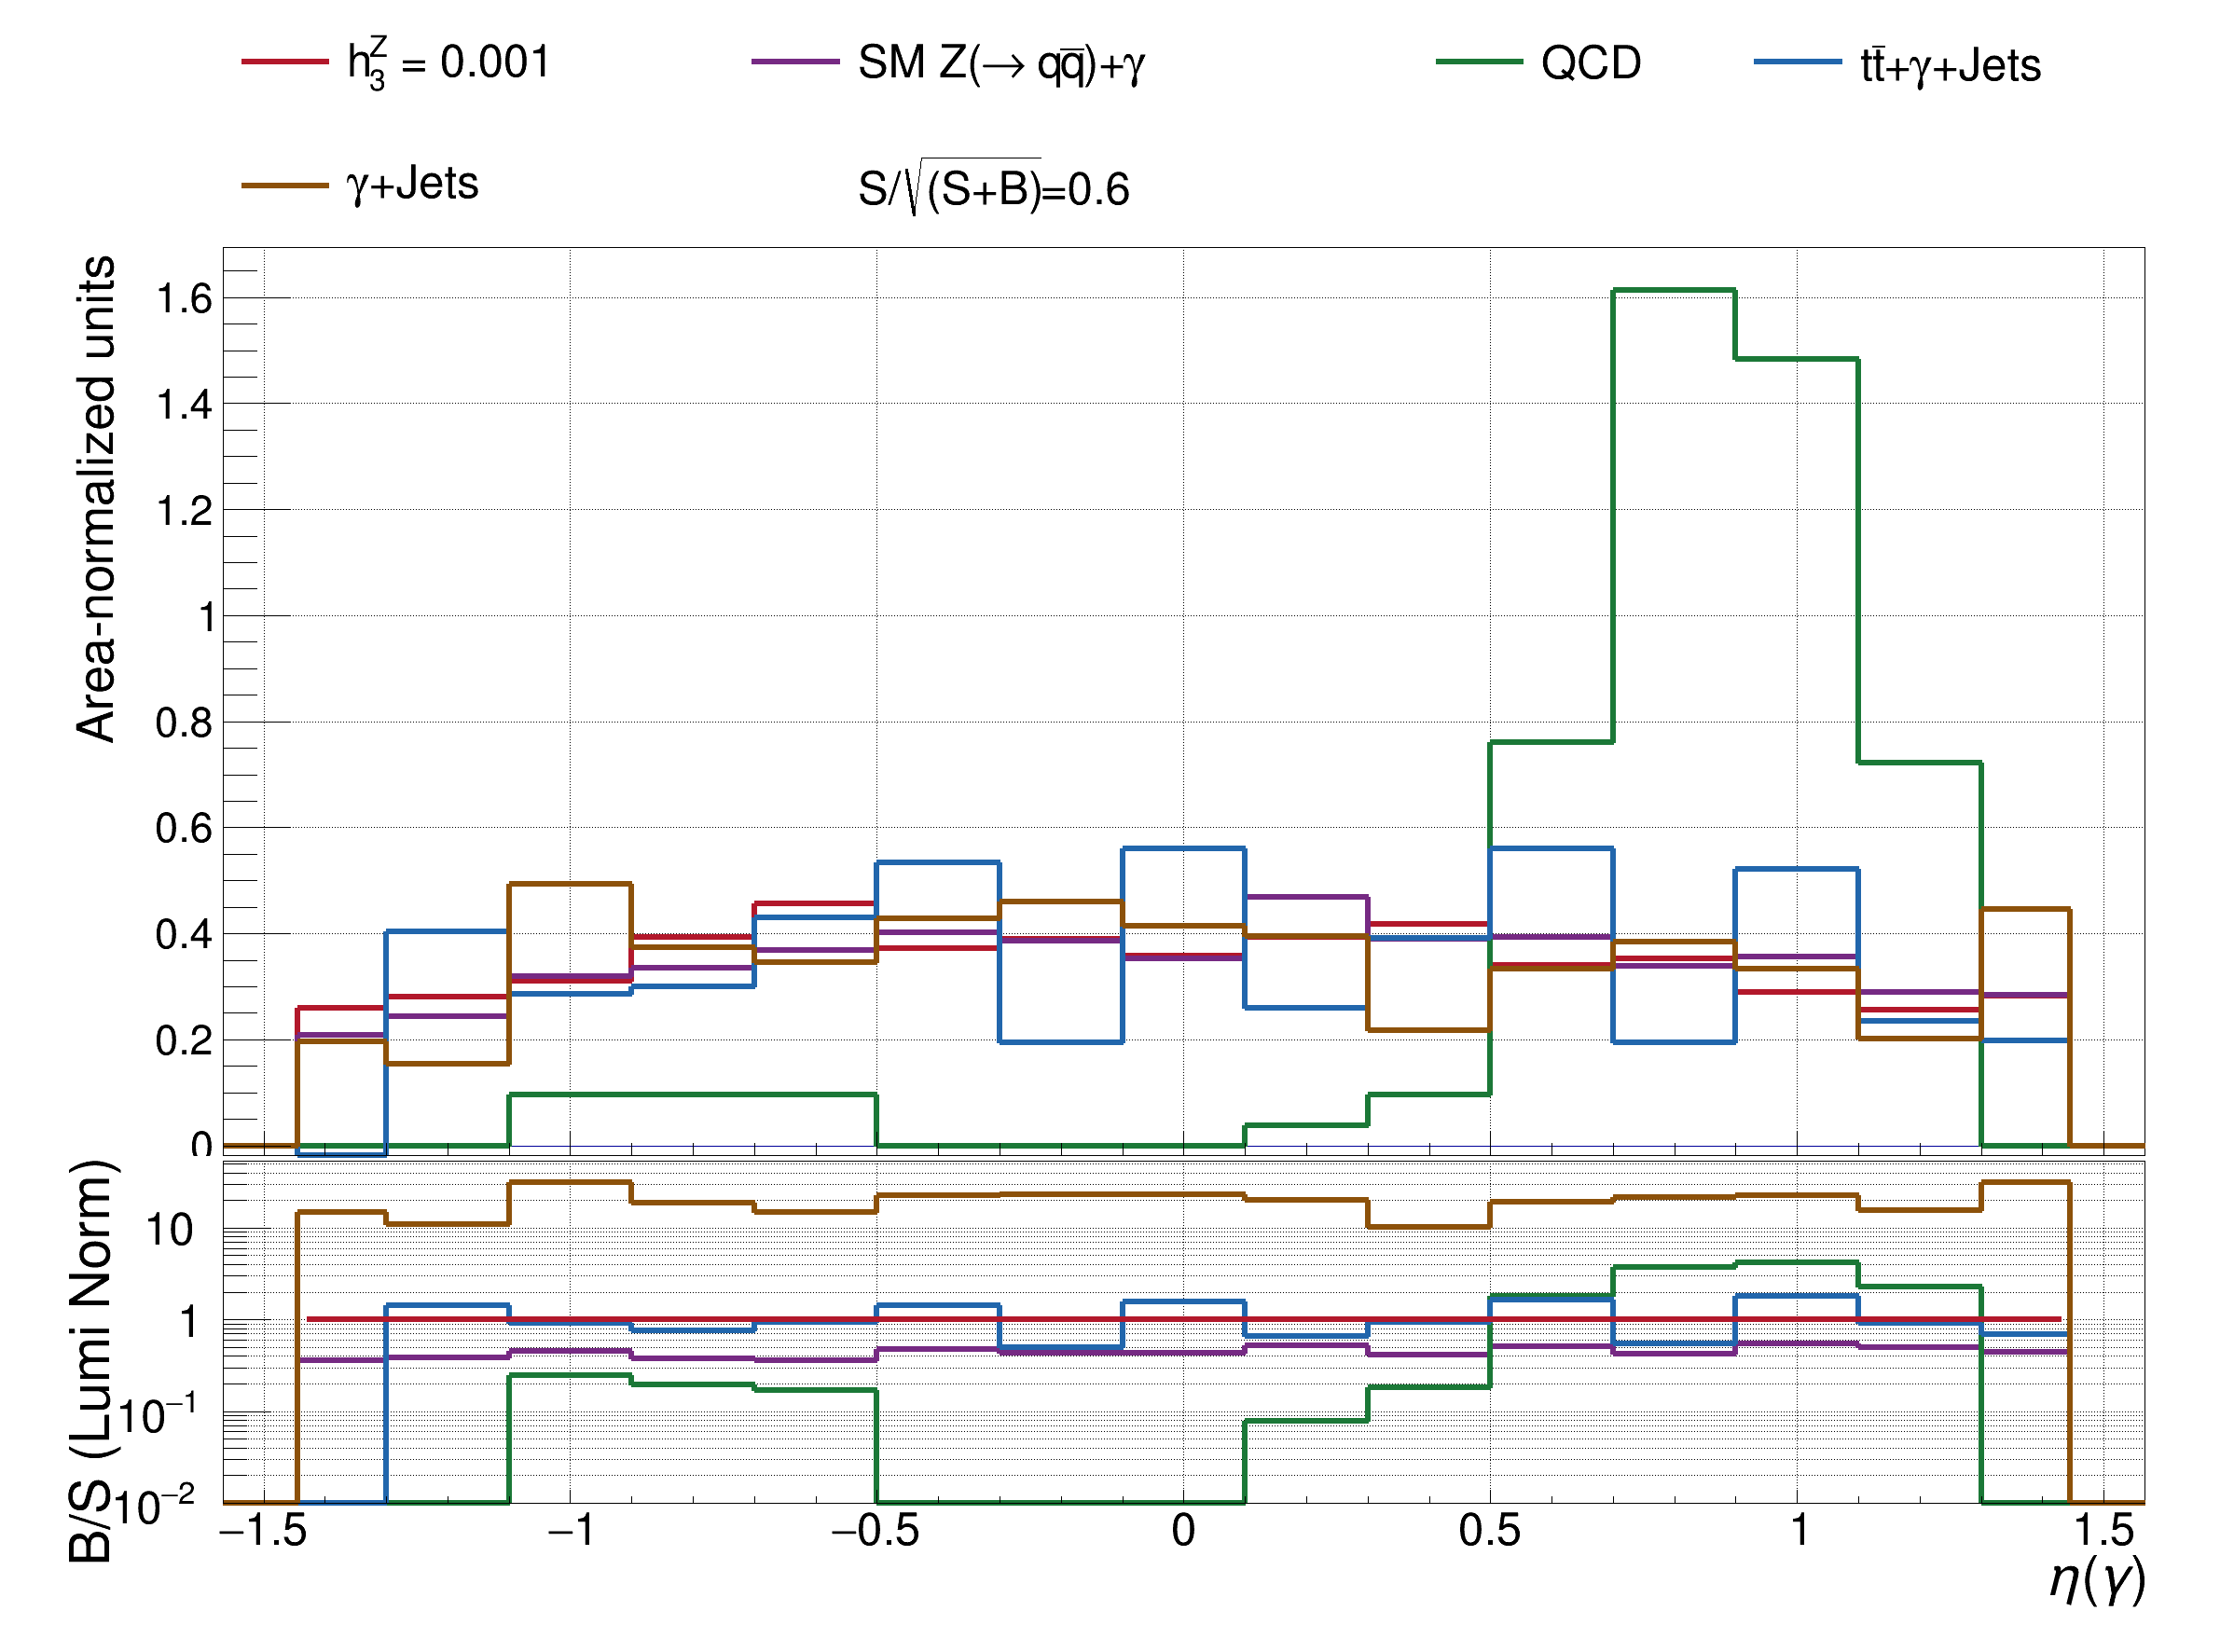 h₃ᶻ = 0.001
SM Z(→ qq̅)+γ
QCD
tt̅+γ+Jets
γ+Jets
S/√(S+B)=0.6
Area-normalized units
1.6
1.4
1.2
1
0.8
0.6
0.4
0.2
0
B/S (Lumi Norm)
10
1
10⁻¹
10⁻²
−1.5 −1 −0.5 0 0.5 1 1.5
η(γ)